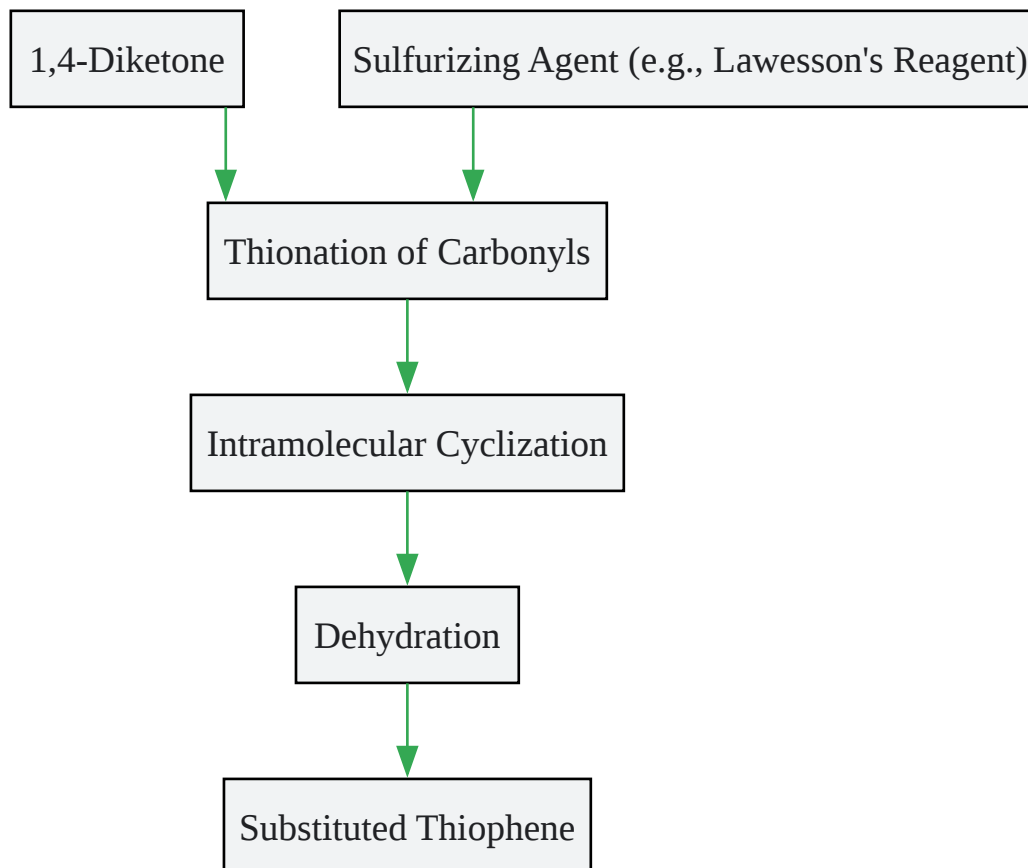 1,4-Diketone
Sulfurizing Agent (e.g., Lawesson's Reagent)
Thionation of Carbonyls
Intramolecular Cyclization
Dehydration
Substituted Thiophene